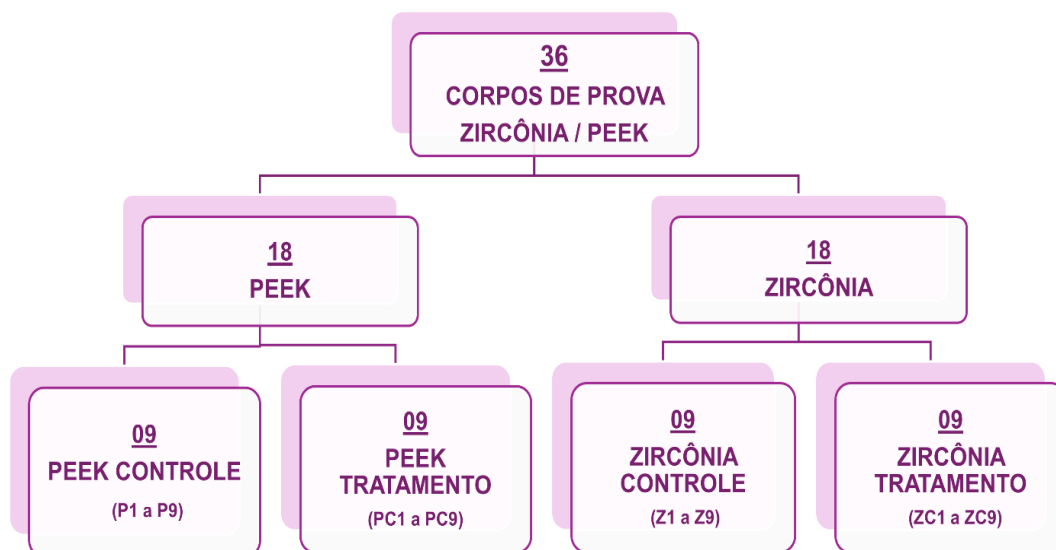 36
CORPOS DE PROVA
ZIRCÔNIA / PEEK
18
PEEK
18
ZIRCÔNIA
09
PEEK CONTROLE
(P1 a P9)
09
PEEK
TRATAMENTO
(PC1 a PC9)
09
ZIRCÔNIA
CONTROLE
(Z1 a Z9)
09
ZIRCÔNIA
TRATAMENTO
(ZC1 a ZC9)